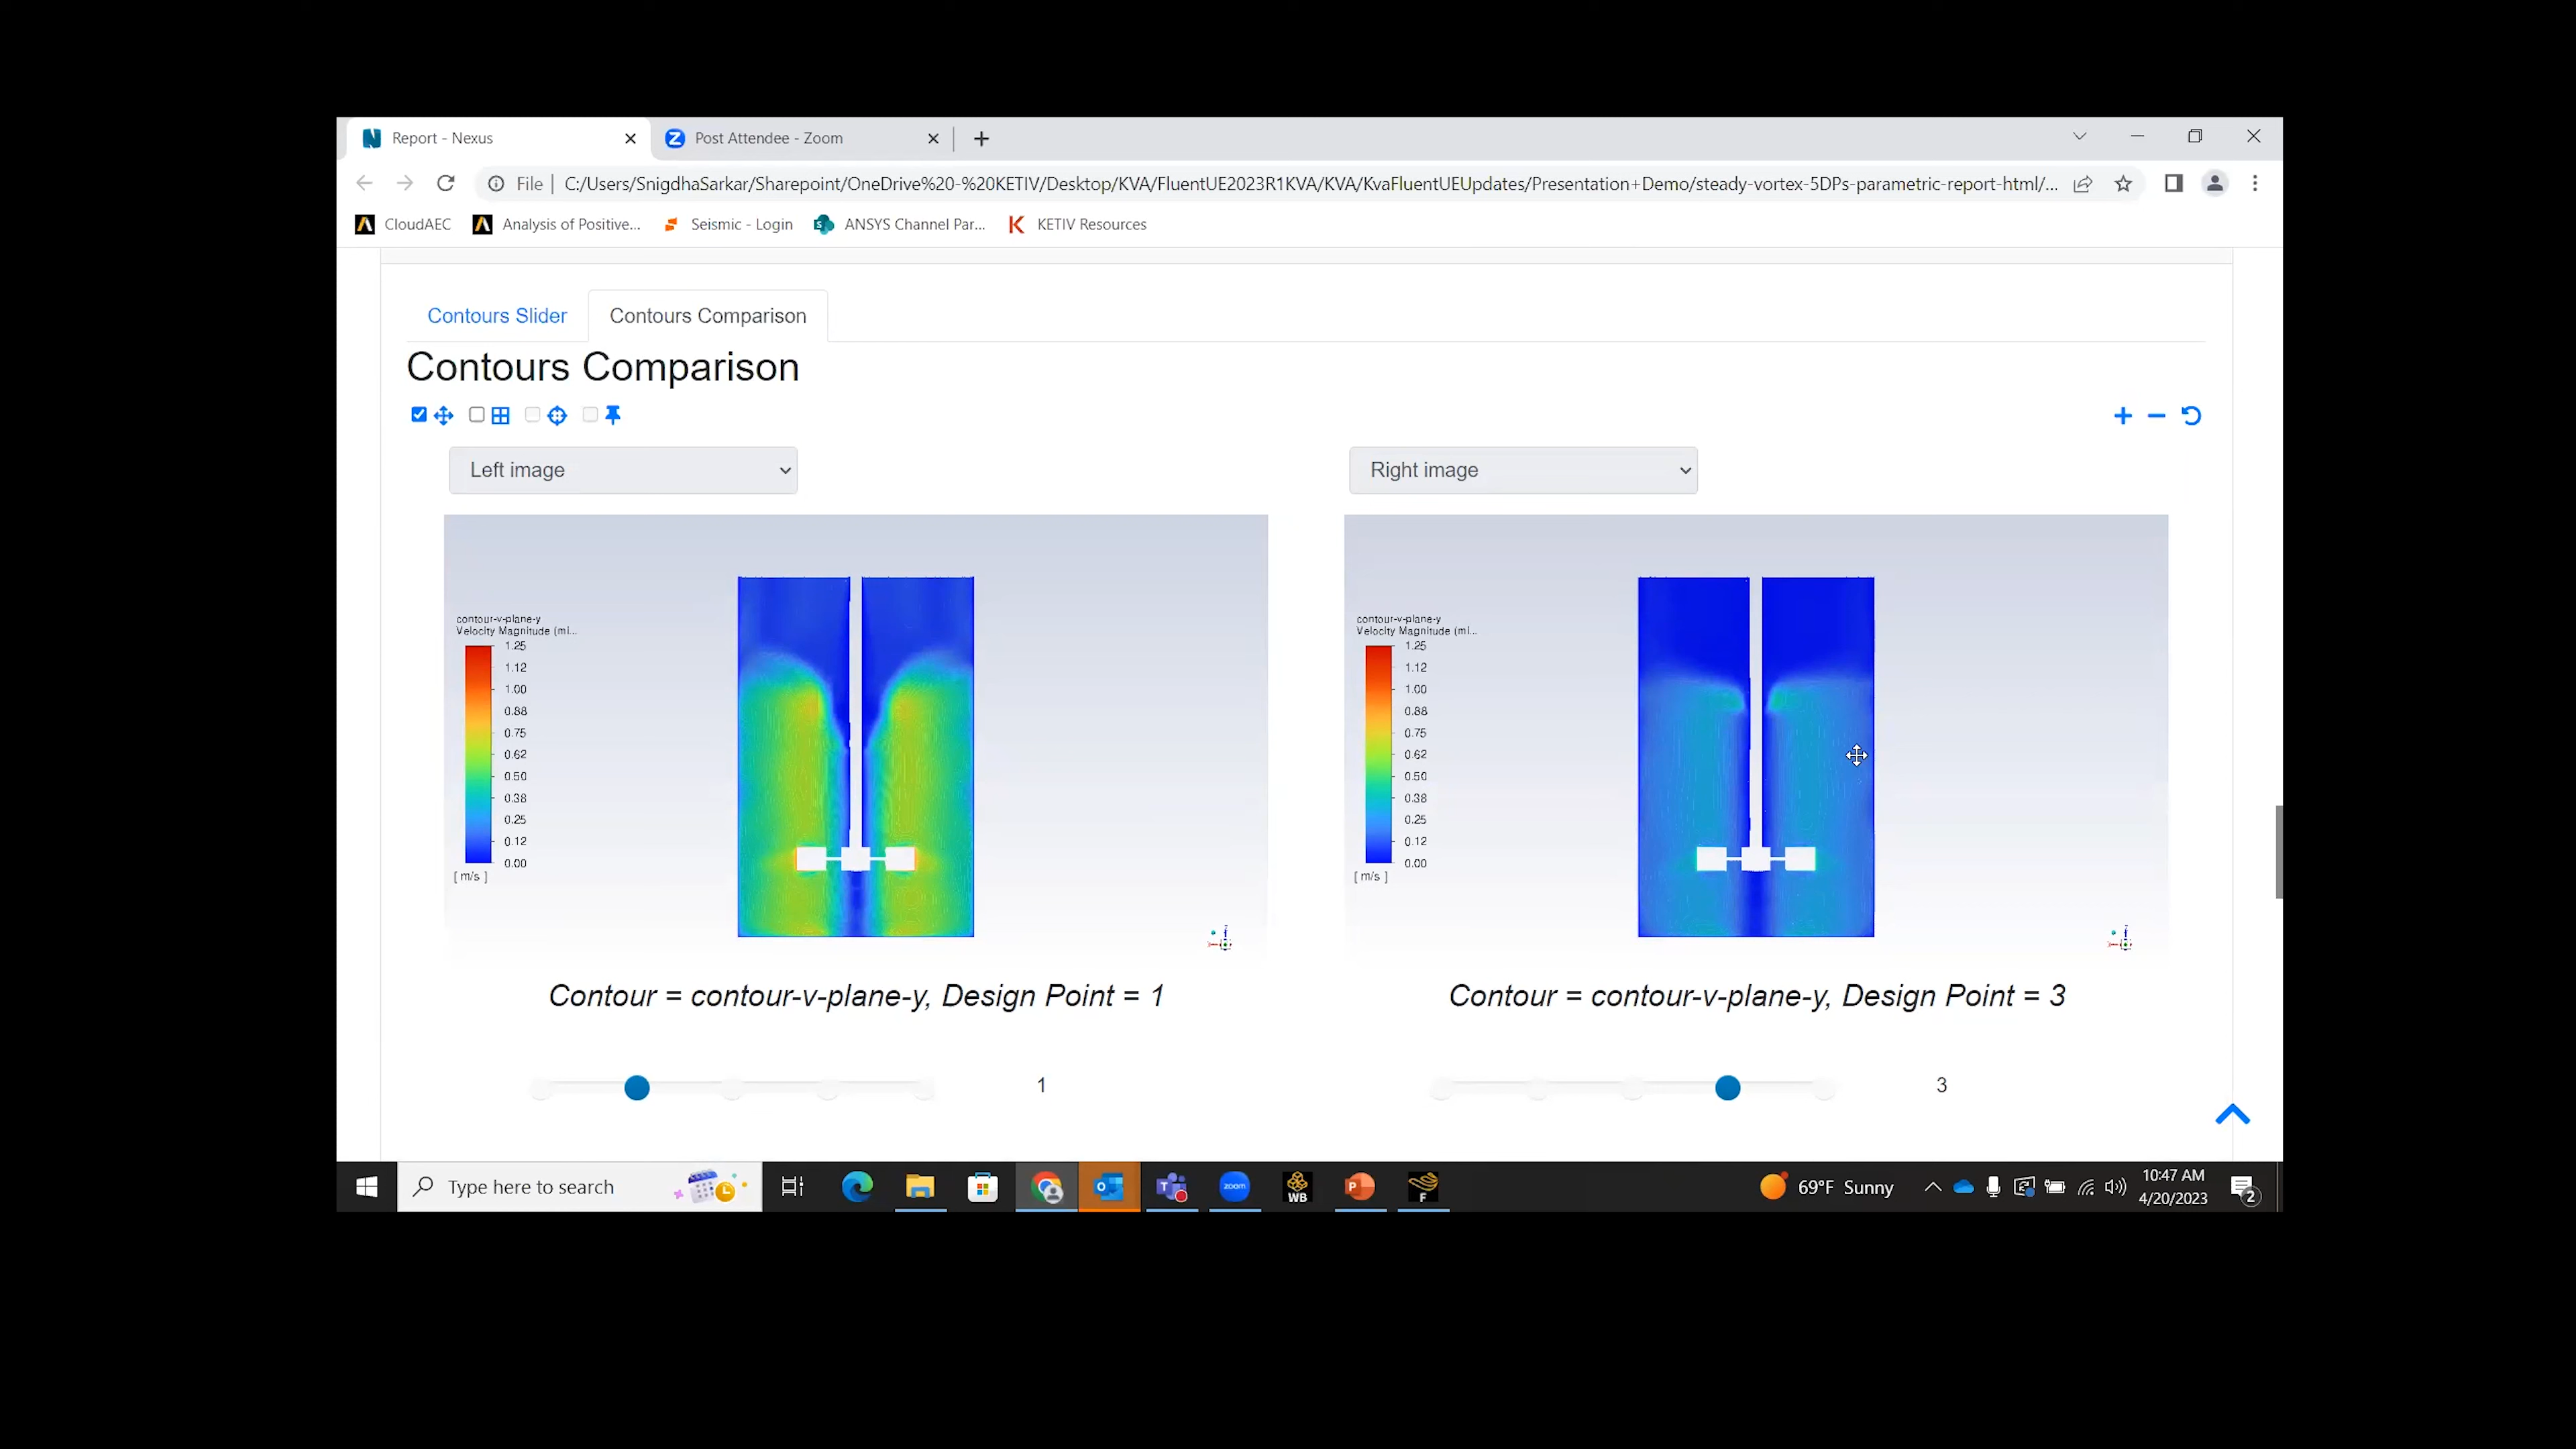 Report - Nexus
Post Attendee - Zoom
File
C:/Users/SnigdhaSarkar/Sharepoint/OneDrive%20-%20KETIV/Desktop/KVA/FluentUE2023R1KVA/KVA/KvaFluentUEUpdates/Presentation+Demo/steady-vortex-5DPs-parametric-report-html/...
CloudAEC
Analysis of Positive...
Seismic - Login
ANSYS Channel Par...
KETIV Resources
Contours Slider
Contours Comparison
Contours Comparison
Left image
Right image
contour-v-plane-y
Velocity Magnitude (mi...
1.25
1.12
1.00
0.88
0.75
0.62
0.50
0.38
0.25
0.12
0.00
[ m/s ]
contour-v-plane-y
Velocity Magnitude (mi...
1.25
1.12
1.00
0.88
0.75
0.62
0.50
0.38
0.25
0.12
0.00
[ m/s ]
Contour = contour-v-plane-y, Design Point = 1
Contour = contour-v-plane-y, Design Point = 3
1
3
Type here to search
zoom
WB
F
69°F Sunny
10:47 AM
4/20/2023
2